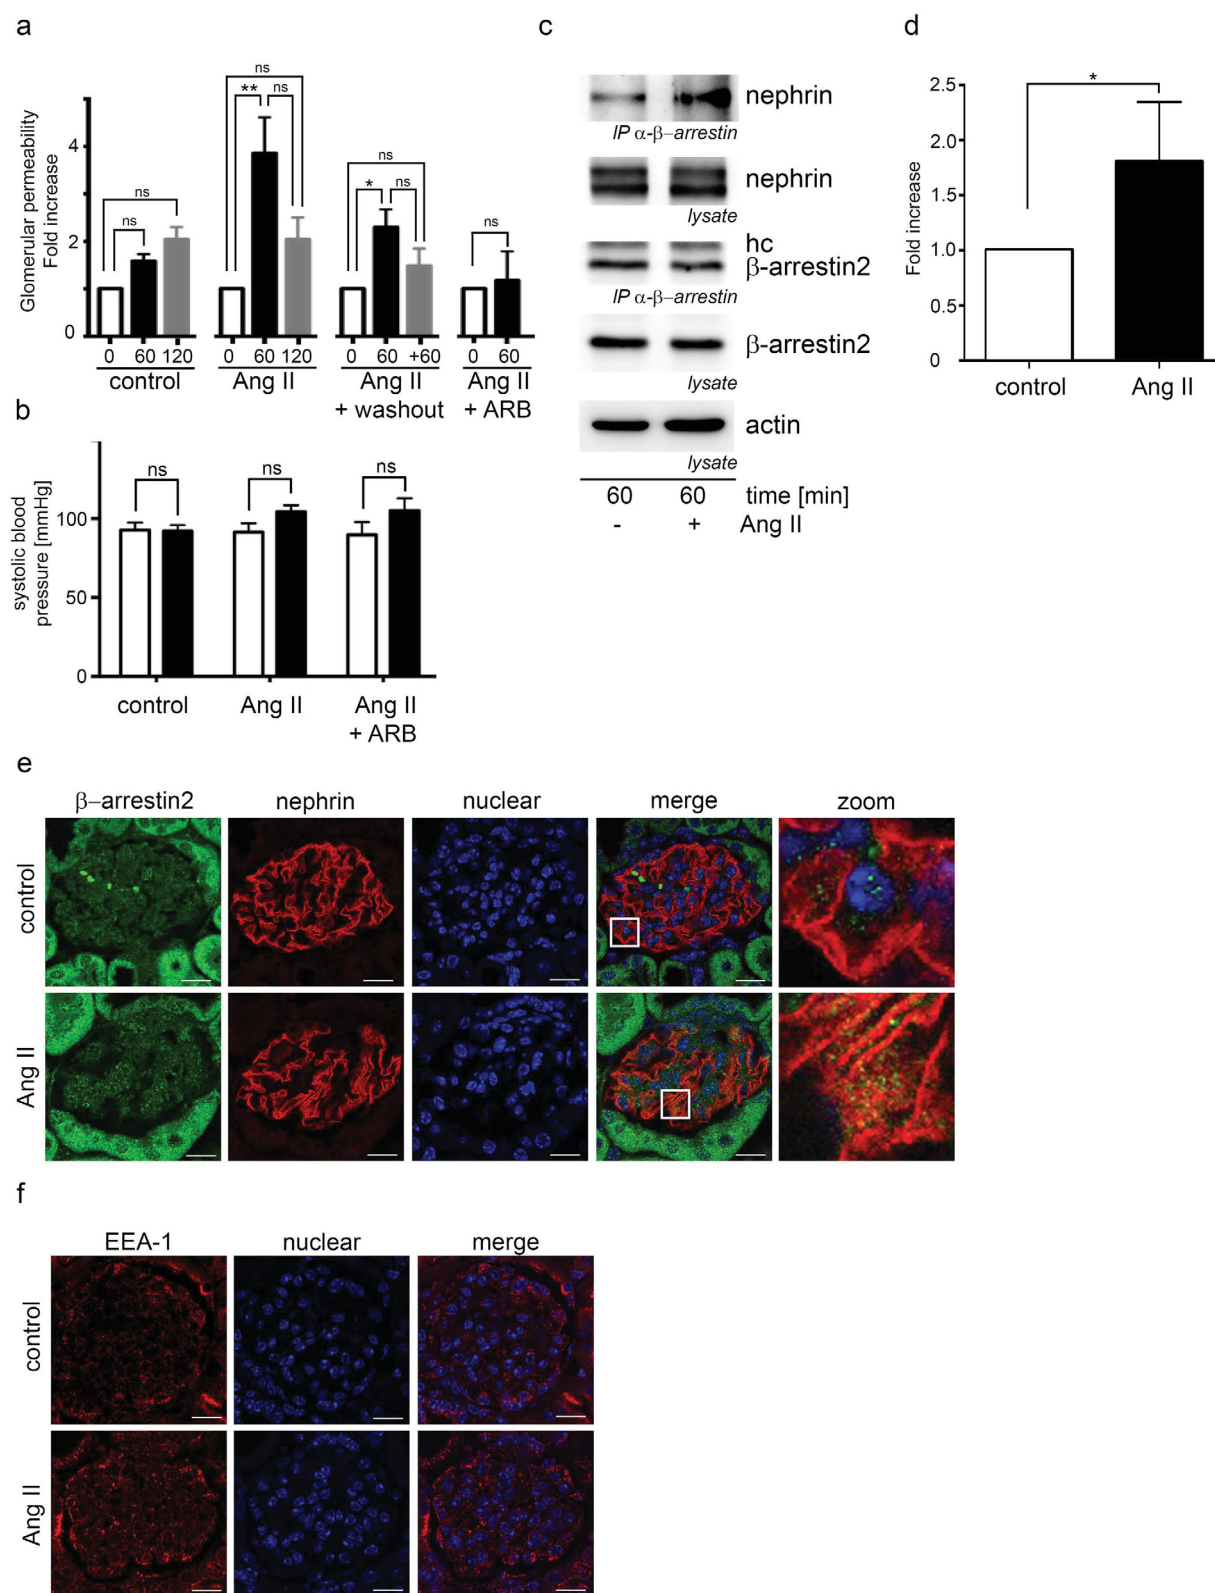 a
Glomerular permeability
Fold increase
4
2
0
ns
ns
ns
**
ns
ns
*
ns
ns
0 60 120
0 60 120
0 60 +60
0 60
control
Ang II
Ang II
+ washout
Ang II
+ ARB
b
systolic blood
pressure [mmHg]
100
50
0
ns
ns
ns
control
Ang II
Ang II
+ ARB
c
nephrin
IP α-β–arrestin
nephrin
lysate
hc
β-arrestin2
IP α-β–arrestin
β-arrestin2
lysate
actin
lysate
60 60 time [min]
- + Ang II
d
Fold increase
2.5
2.0
1.5
1.0
0.5
0
*
control
Ang II
e
β–arrestin2 nephrin nuclear merge zoom
control
Ang II
f
EEA-1 nuclear merge
control
Ang II